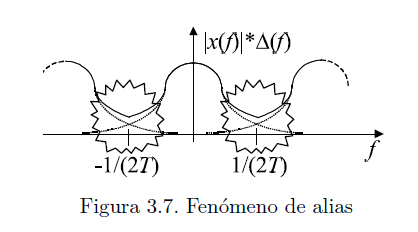 |x(f)|*Δ(f)
-1/(2T) 1/(2T) f
Figura 3.7. Fenómeno de alias